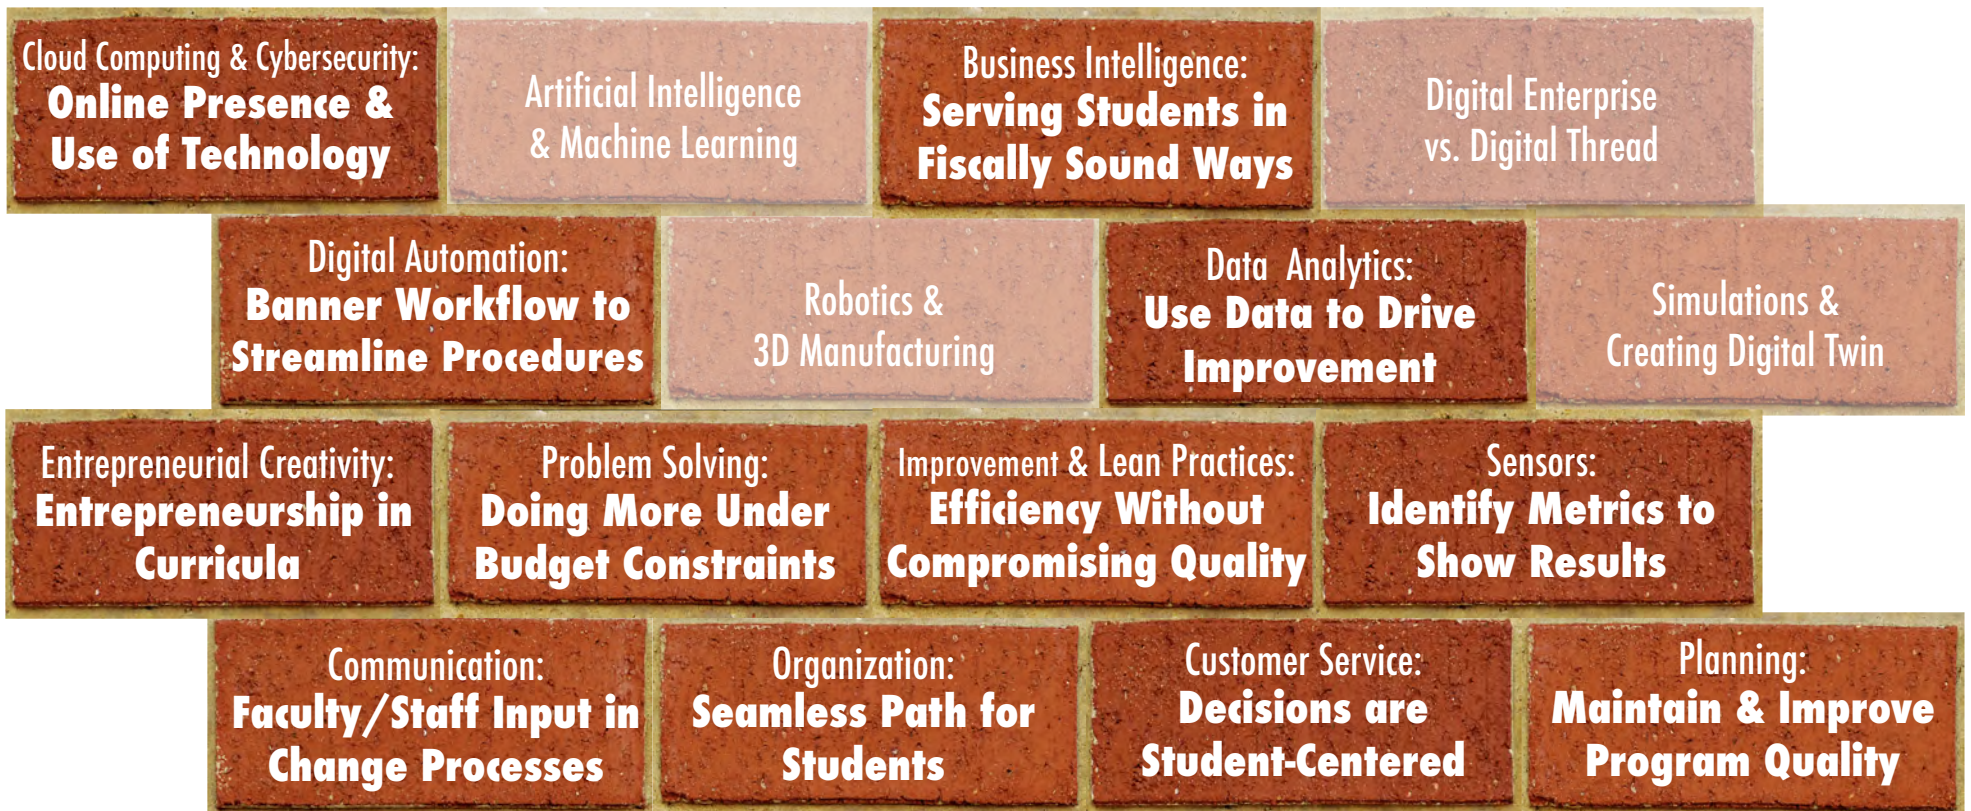 Cloud Computing & Cybersecurity:
Online Presence &
Use of Technology
Artificial Intelligence
& Machine Learning
Business Intelligence:
Serving Students in
Fiscally Sound Ways
Digital Enterprise
vs. Digital Thread
Digital Automation:
Banner Workflow to
Streamline Procedures
Robotics &
3D Manufacturing
Data Analytics:
Use Data to Drive
Improvement
Simulations &
Creating Digital Twin
Entrepreneurial Creativity:
Entrepreneurship in
Curricula
Problem Solving:
Doing More Under
Budget Constraints
Improvement & Lean Practices:
Efficiency Without
Compromising Quality
Sensors:
Identify Metrics to
Show Results
Communication:
Faculty/Staff Input in
Change Processes
Organization:
Seamless Path for
Students
Customer Service:
Decisions are
Student-Centered
Planning:
Maintain & Improve
Program Quality